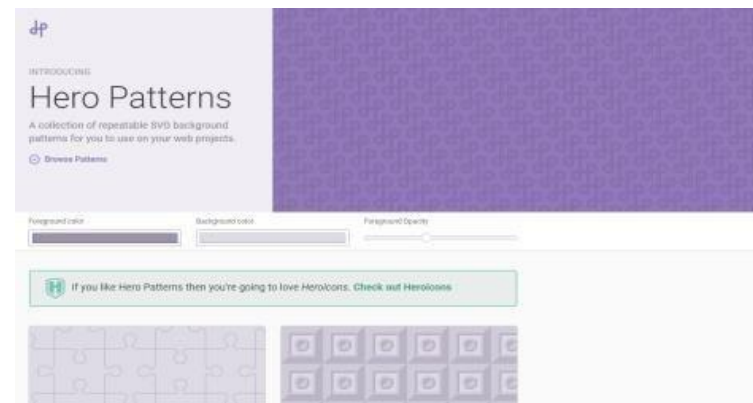 INTRODUCING
Hero Patterns
A collection of repeatable SVG background
patterns for you to use on your web projects.
Browse Patterns
Foreground color
Background color
Foreground Opacity
If you like Hero Patterns then you're going to love Heroicons. Check out Heroicons